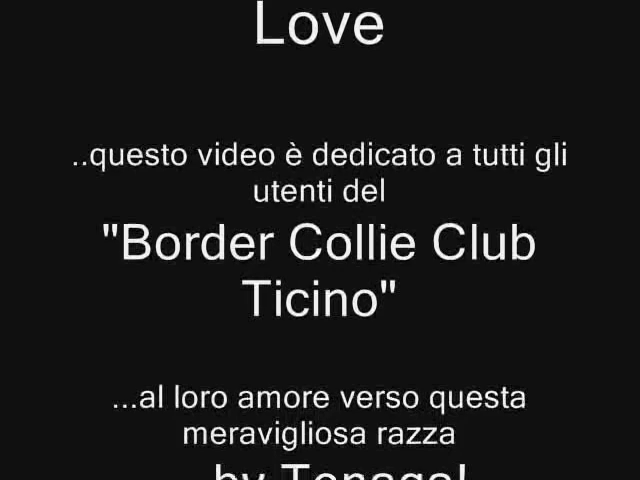 Love
..questo video è dedicato a tutti gli
utenti del
"Border Collie Club
Ticino"
...al loro amore verso questa
meravigliosa razza
by